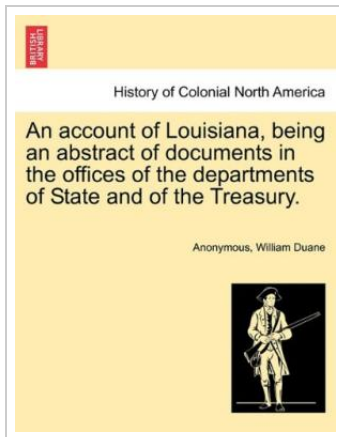 BRITISH
LIBRARY
History of Colonial North America
An account of Louisiana, being
an abstract of documents in
the offices of the departments
of State and of the Treasury.
Anonymous, William Duane